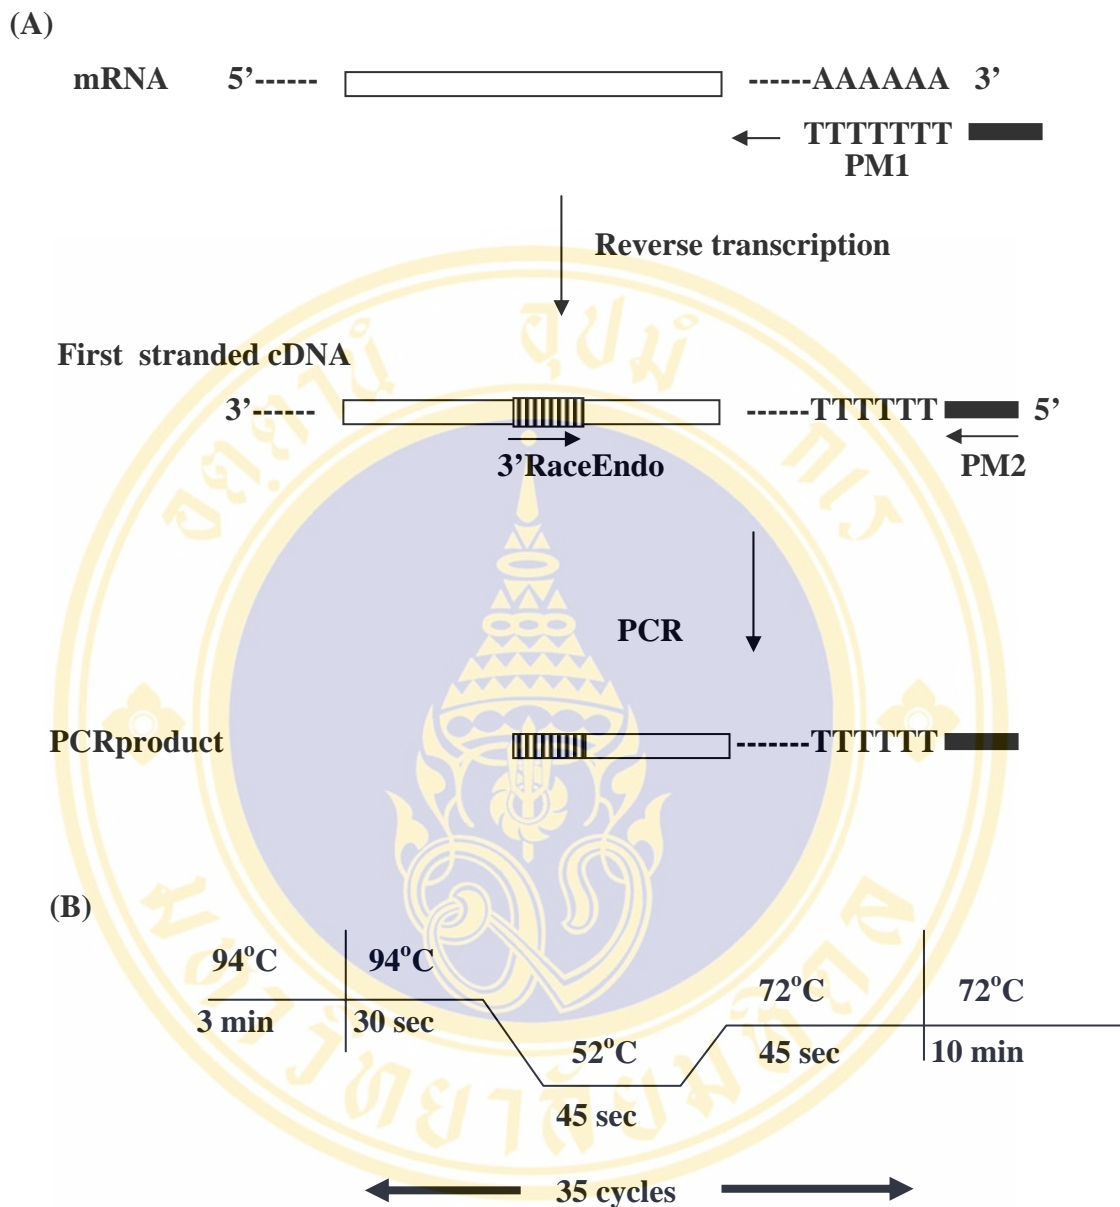 (A)
mRNA 5’------ ------AAAAAA 3’
TTTTTTT
PM1
Reverse transcription
First stranded cDNA
3’------ ------TTTTTT 5’
3’RaceEndo PM2
PCR
PCRproduct -------TTTTTT
(B)
94°C 94°C 72°C 72°C
3 min 30 sec 52°C 45 sec 10 min
45 sec
35 cycles